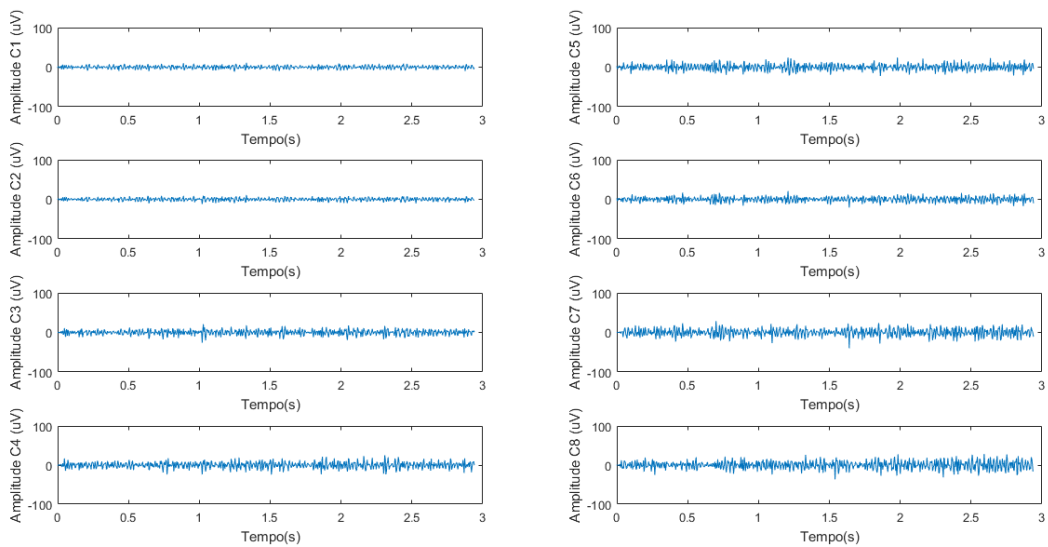 Amplitude C1 (uV)
100
0
-100
0 0.5 1 1.5 2 2.5 3
Tempo(s)
Amplitude C5 (uV)
100
0
-100
0 0.5 1 1.5 2 2.5 3
Tempo(s)
Amplitude C2 (uV)
100
0
-100
0 0.5 1 1.5 2 2.5 3
Tempo(s)
Amplitude C6 (uV)
100
0
-100
0 0.5 1 1.5 2 2.5 3
Tempo(s)
Amplitude C3 (uV)
100
0
-100
0 0.5 1 1.5 2 2.5 3
Tempo(s)
Amplitude C7 (uV)
100
0
-100
0 0.5 1 1.5 2 2.5 3
Tempo(s)
Amplitude C4 (uV)
100
0
-100
0 0.5 1 1.5 2 2.5 3
Tempo(s)
Amplitude C8 (uV)
100
0
-100
0 0.5 1 1.5 2 2.5 3
Tempo(s)